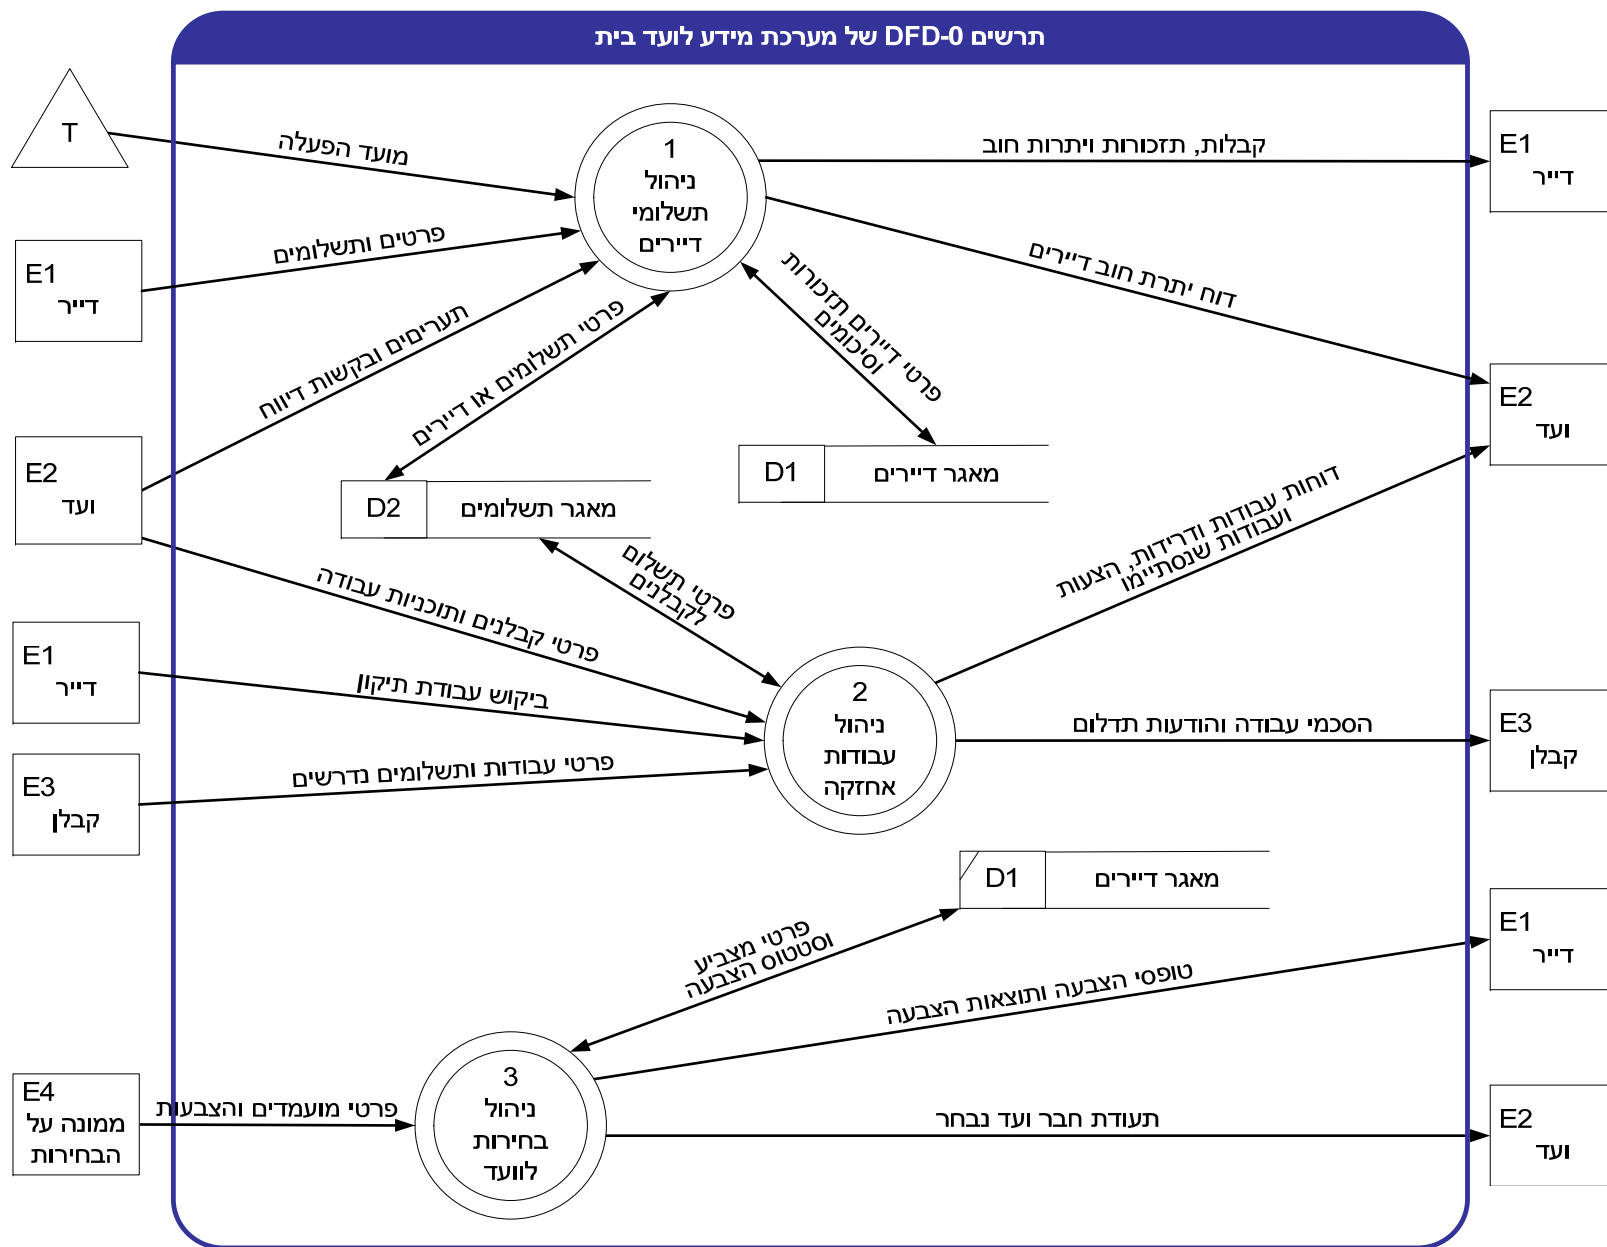 תרשים DFD-0 של מערכת מידע לועד בית
T
מועד הפעלה
1
ניהול
תשלומי
דיירים
קבלות, תזכורות ויתרות חוב
E1
דייר
E1
דייר
פרטים ותשלומים
דוח יתרת חוב דיירים
תעריםים ובקשות דיווח
פרטי תשלומים או דיירים
פרטי דיירים תזכורות
וסיכומים
E2
ועד
E2
ועד
D2
מאגר תשלומים
D1
מאגר דיירים
דוחות עבודות ודרידות, הצעות
ועבודות שנסתיימו
פרטי תשלום
לקבלנים
פרטי קבלנים ותוכניות עבודה
E1
דייר
ביקוש עבודת תיקון
2
ניהול
עבודות
אחזקה
הסכמי עבודה והודעות תדלום
E3
קבלן
E3
קבלן
פרטי עבודות ותשלומים נדרשים
D1
מאגר דיירים
פרטי מצביע
וסטטוס הצבעה
טופסי הצבעה ותוצאות הצבעה
E1
דייר
E4
ממונה על
הבחירות
פרטי מועמדים והצבעות
3
ניהול
בחירות
לוועד
תעודת חבר ועד נבחר
E2
ועד